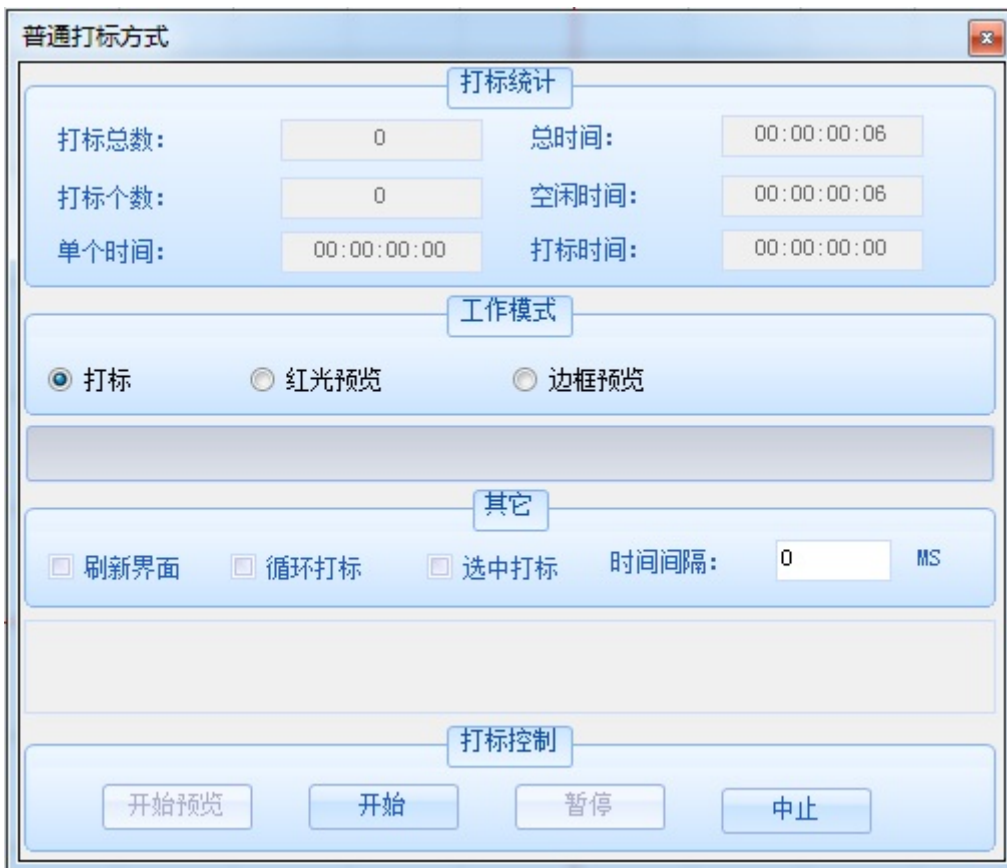 普通打标方式
打标统计
打标总数: 0 总时间: 00:00:00:06
打标个数: 0 空闲时间: 00:00:00:06
单个时间: 00:00:00:00 打标时间: 00:00:00:00
工作模式
打标 红光预览 边框预览
其它
刷新界面 循环打标 选中打标 时间间隔: 0 MS
打标控制
开始预览 开始 暂停 中止